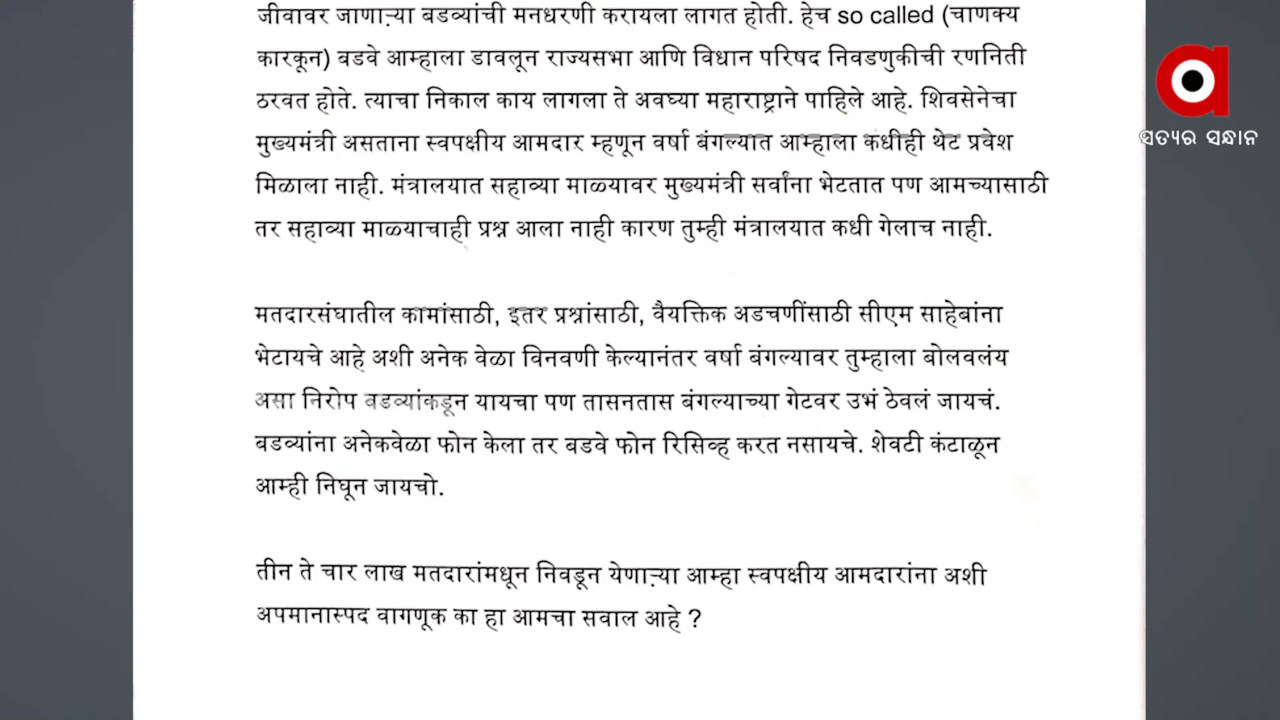 जीवावर जाणाऱ्या बडव्यांची मनधरणी करायला लागत होती. हेच so called (चाणक्य
कारकून) बडवे आम्हाला डावलून राज्यसभा आणि विधान परिषद निवडणुकीची रणनिती
ठरवत होते. त्याचा निकाल काय लागला ते अवघ्या महाराष्ट्राने पाहिले आहे. शिवसेनेचा
मुख्यमंत्री असताना स्वपक्षीय आमदार म्हणून वर्षा बंगल्यात आम्हाला कधीही थेट प्रवेश
मिळाला नाही. मंत्रालयात सहाव्या माळ्यावर मुख्यमंत्री सर्वांना भेटतात पण आमच्यासाठी
तर सहाव्या माळ्याचाही प्रश्न आला नाही कारण तुम्ही मंत्रालयात कधी गेलाच नाही.
मतदारसंघातील कामांसाठी, इतर प्रश्नांसाठी, वैयक्तिक अडचणींसाठी सीएम साहेबांना
भेटायचे आहे अशी अनेक वेळा विनवणी केल्यानंतर वर्षा बंगल्यावर तुम्हाला बोलवलंय
असा निरोप बडव्यांकडून यायचा पण तासनतास बंगल्याच्या गेटवर उभं ठेवलं जायचं.
बडव्यांना अनेकवेळा फोन केला तर बडवे फोन रिसिव्ह करत नसायचे. शेवटी कंटाळून
आम्ही निघून जायचो.
तीन ते चार लाख मतदारांमधून निवडून येणाऱ्या आम्हा स्वपक्षीय आमदारांना अशी
अपमानास्पद वागणूक का हा आमचा सवाल आहे ?
a
ସତ୍ୟର ସନ୍ଧାନ